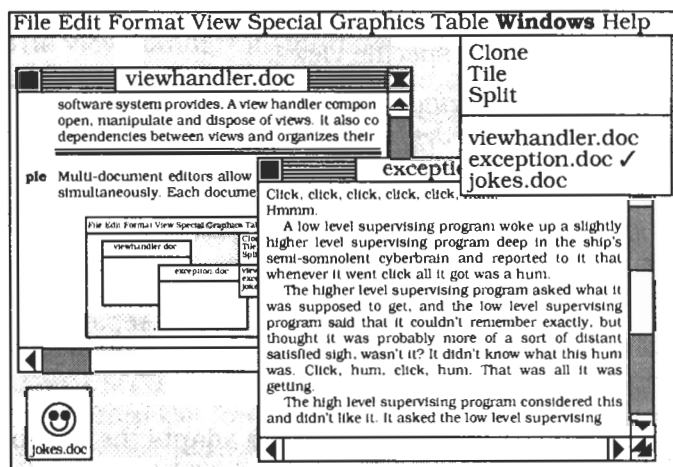 File Edit Format View Special Graphics Table Windows Help
Clone
Tile
Split
viewhandler.doc
exception.doc ✓
jokes.doc
viewhandler.doc
software system provides. A view handler compon
open, manipulate and dispose of views. It also co
dependencies between views and organizes their
ple Multi-document editors allow
simultaneously. Each docume
File Edit Format View Special Graphics Tab
viewhandler doc
exception doc
Clon
Tile
Split
view
exce
joke
exceptio
Click, click, click, click, click, hum.
Hmmm.
A low level supervising program woke up a slightly
higher level supervising program deep in the ship's
semi-somnolent cyberbrain and reported to it that
whenever it went click all it got was a hum.
The higher level supervising program asked what it
was supposed to get, and the low level supervising
program said that it couldn't remember exactly, but
thought it was probably more of a sort of distant
satisfied sigh, wasn't it? It didn't know what this hum
was. Click, hum, click, hum. That was all it was
getting.
The high level supervising program considered this
and didn't like it. It asked the low level supervising
jokes.doc